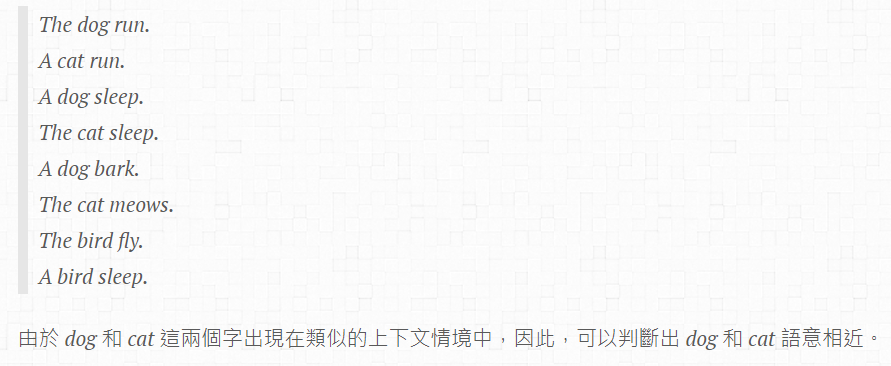 The dog run.
A cat run.
A dog sleep.
The cat sleep.
A dog bark.
The cat meows.
The bird fly.
A bird sleep.
由於 dog 和 cat 這兩個字出現在類似的上下文情境中，因此，可以判斷出 dog 和 cat 語意相近。